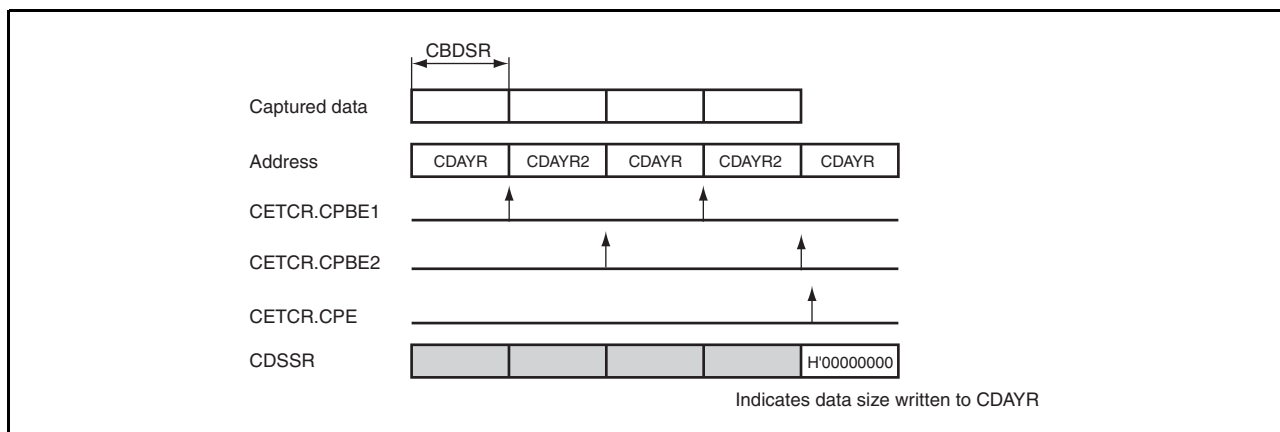 CBDSR
Captured data
Address CDAYR CDAYR2 CDAYR CDAYR2 CDAYR
CETCR.CPBE1
CETCR.CPBE2
CETCR.CPE
CDSSR H'00000000
Indicates data size written to CDAYR